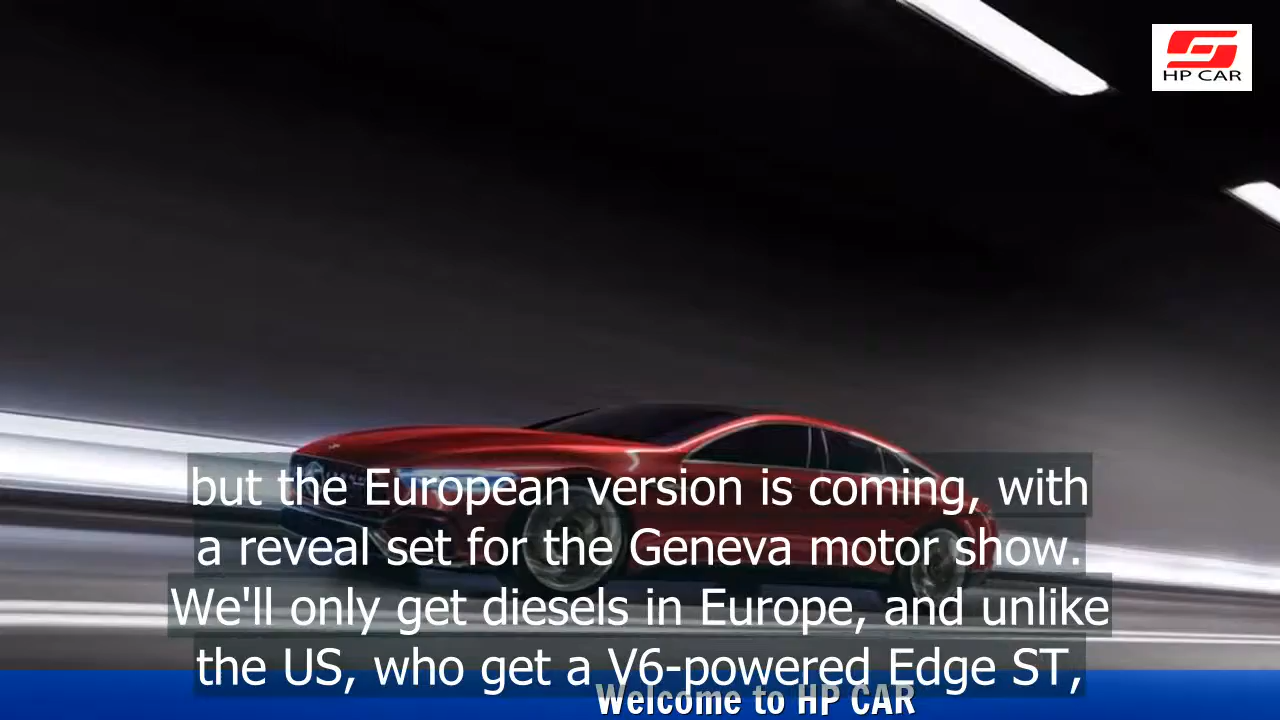 HP CAR
but the European version is coming, with
a reveal set for the Geneva motor show.
We'll only get diesels in Europe, and unlike
the US, who get a V6-powered Edge ST,
Welcome to HP CAR